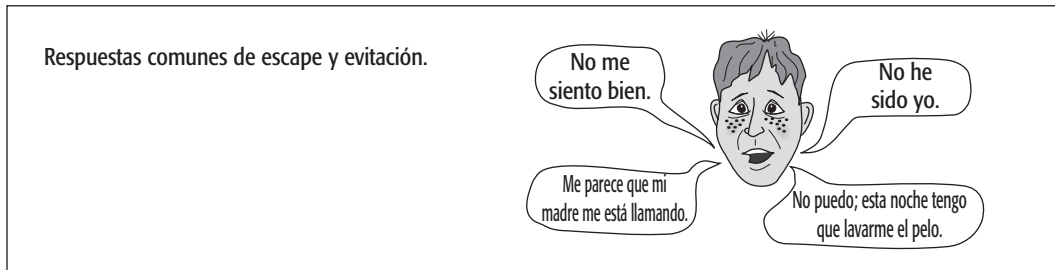 Respuestas comunes de escape y evitación.
No me
siento bien.
No he
sido yo.
Me parece que mi
madre me está llamando.
No puedo; esta noche tengo
que lavarme el pelo.